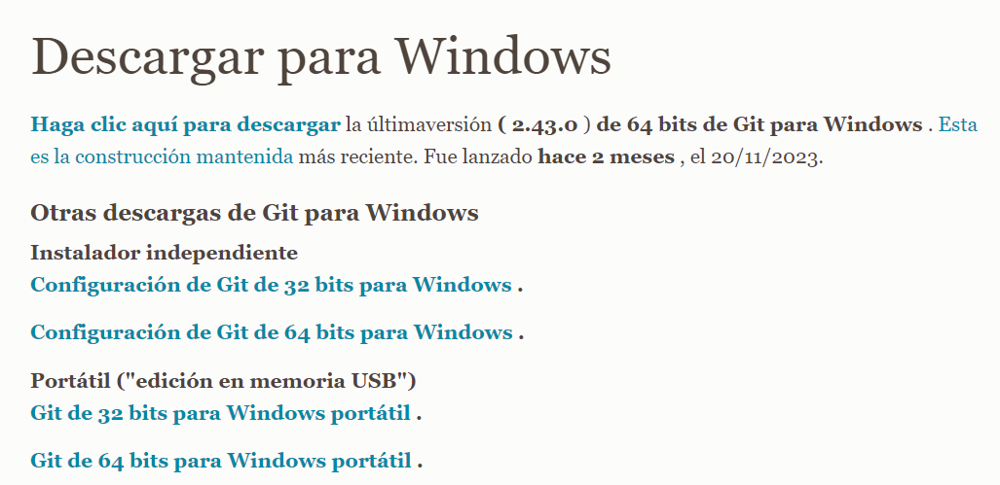 Descargar para Windows
Haga clic aquí para descargar la últimaversión ( 2.43.0 ) de 64 bits de Git para Windows . Esta
es la construcción mantenida más reciente. Fue lanzado hace 2 meses , el 20/11/2023.
Otras descargas de Git para Windows
Instalador independiente
Configuración de Git de 32 bits para Windows .
Configuración de Git de 64 bits para Windows .
Portátil ("edición en memoria USB")
Git de 32 bits para Windows portátil .
Git de 64 bits para Windows portátil .